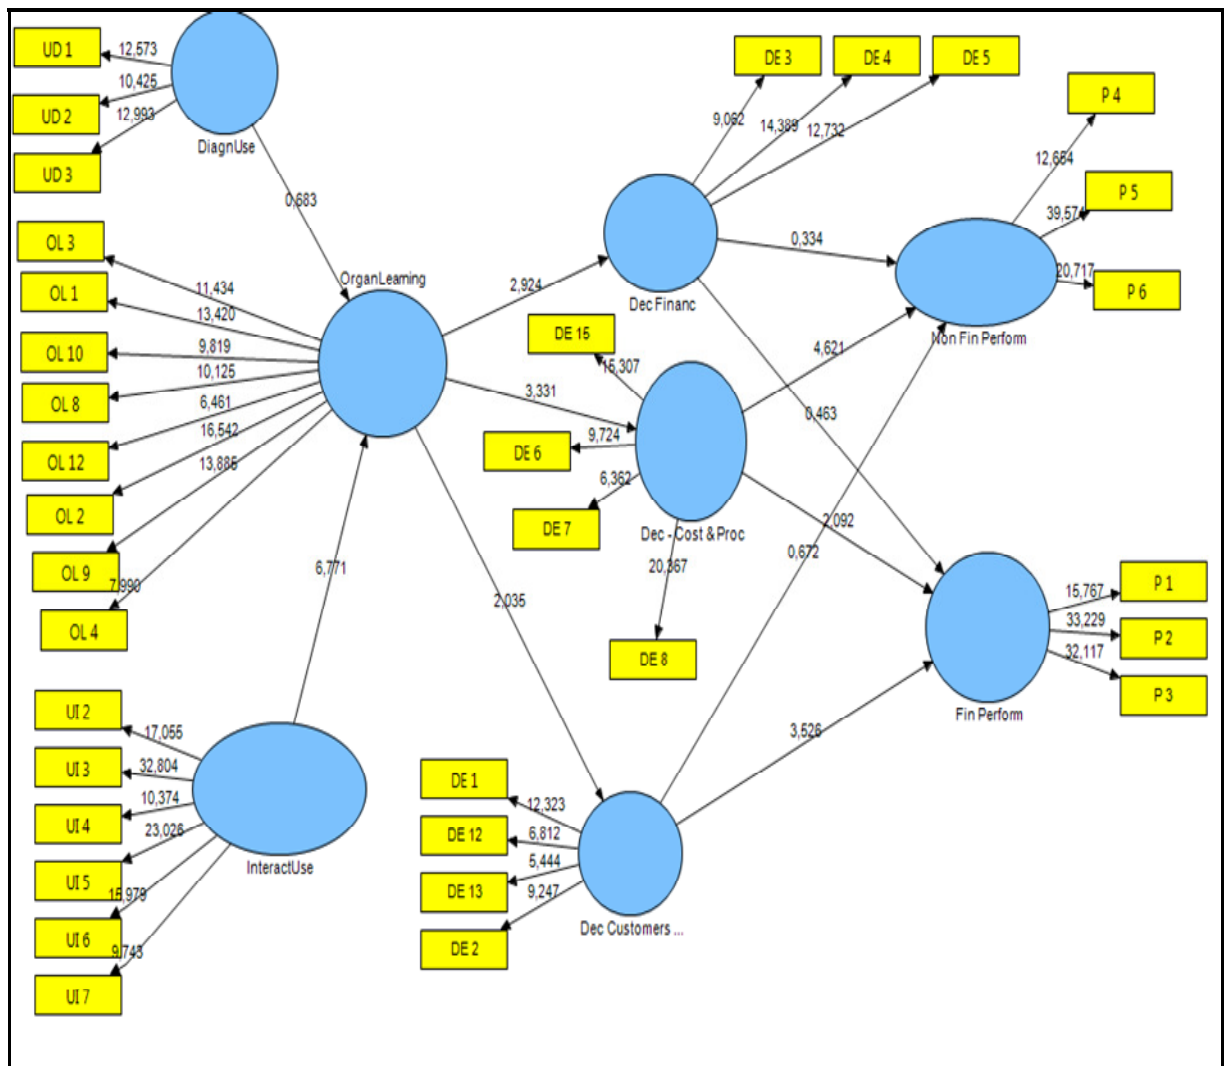 UD 1
12,573
10,425
UD 2
12,993
UD 3
DiagnUse
0,683
OL 3
11,434
OL 1
13,420
OL 10
9,819
OL 8
10,125
OL 12
6,461
OL 2
16,542
OL 9
13,885
OL 4
7,990
OrganLearning
6,771
UI 2
17,055
UI 3
32,804
UI 4
10,374
UI 5
23,026
UI 6
15,979
UI 7
9,743
InteractUse
2,924
3,331
2,035
DE 3
DE 4
DE 5
9,062
14,389
12,732
Dec Financ
0,334
0,463
DE 15
15,307
DE 6
9,724
DE 7
6,362
Dec - Cost & Proc
20,367
DE 8
4,621
2,092
0,672
3,526
DE 1
12,323
DE 12
6,812
DE 13
5,444
DE 2
9,247
Dec Customers ...
P 4
12,654
P 5
39,574
P 6
20,717
Non Fin Perform
P 1
15,767
P 2
33,229
P 3
32,117
Fin Perform